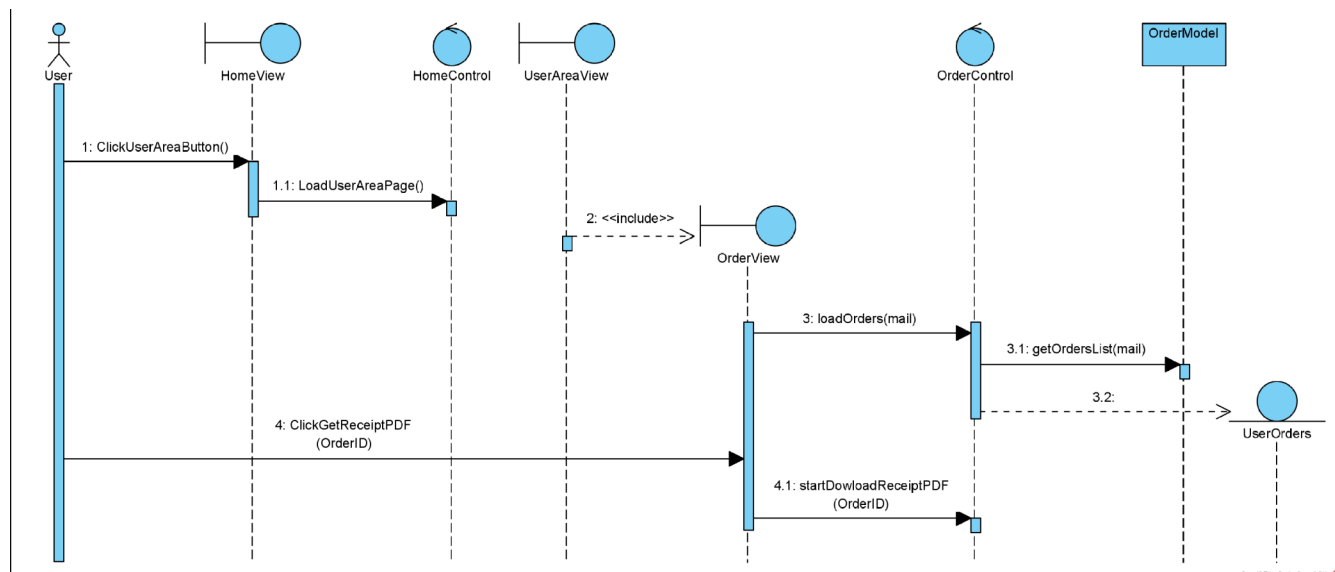 User
HomeView
HomeControl
UserAreaView
OrderControl
OrderModel
1: ClickUserAreaButton()
1.1: LoadUserAreaPage()
2: <<include>>
OrderView
3: loadOrders(mail)
3.1: getOrdersList(mail)
3.2:
UserOrders
4: ClickGetReceiptPDF
(OrderID)
4.1: startDowloadReceiptPDF
(OrderID)